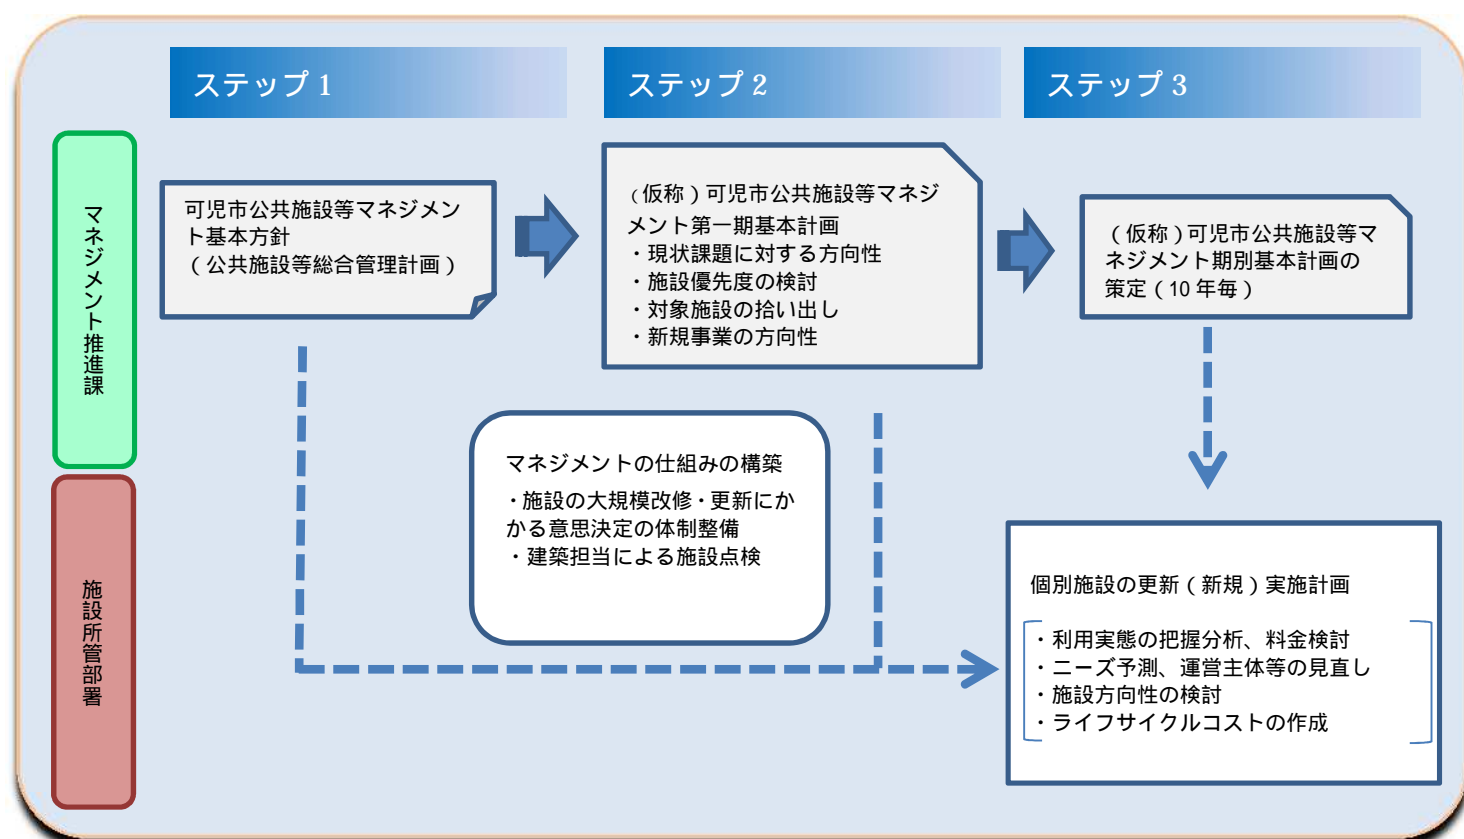 ステップ 1
ステップ 2
ステップ 3
マネジメント推進課
可児市公共施設等マネジメン
ト基本方針
（公共施設等総合管理計画）
（仮称）可児市公共施設等マネジ
メント第一期基本計画
・現状課題に対する方向性
・施設優先度の検討
・対象施設の拾い出し
・新規事業の方向性
（仮称）可児市公共施設等マ
ネジメント期別基本計画の
策定（10 年毎）
施設所管部署
マネジメントの仕組みの構築
・施設の大規模改修・更新にか
かる意思決定の体制整備
・建築担当による施設点検
個別施設の更新（新規）実施計画
・利用実態の把握分析、料金検討
・ニーズ予測、運営主体等の見直し
・施設方向性の検討
・ライフサイクルコストの作成